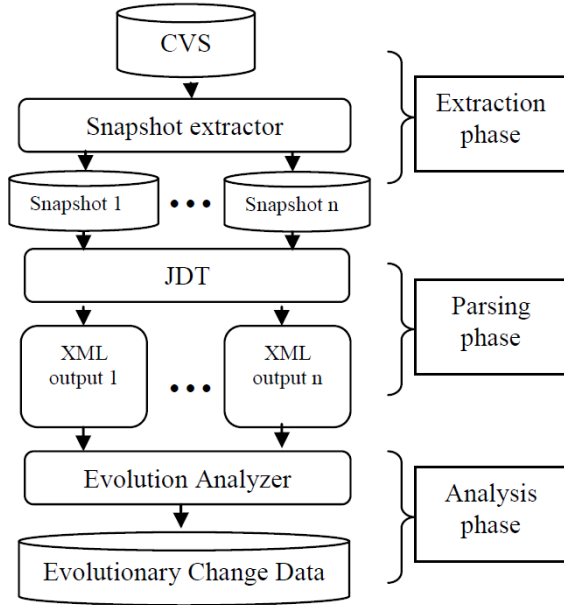 CVS
Snapshot extractor
Extraction
phase
Snapshot 1
Snapshot n
JDT
Parsing
phase
XML
output 1
XML
output n
Evolution Analyzer
Analysis
phase
Evolutionary Change Data